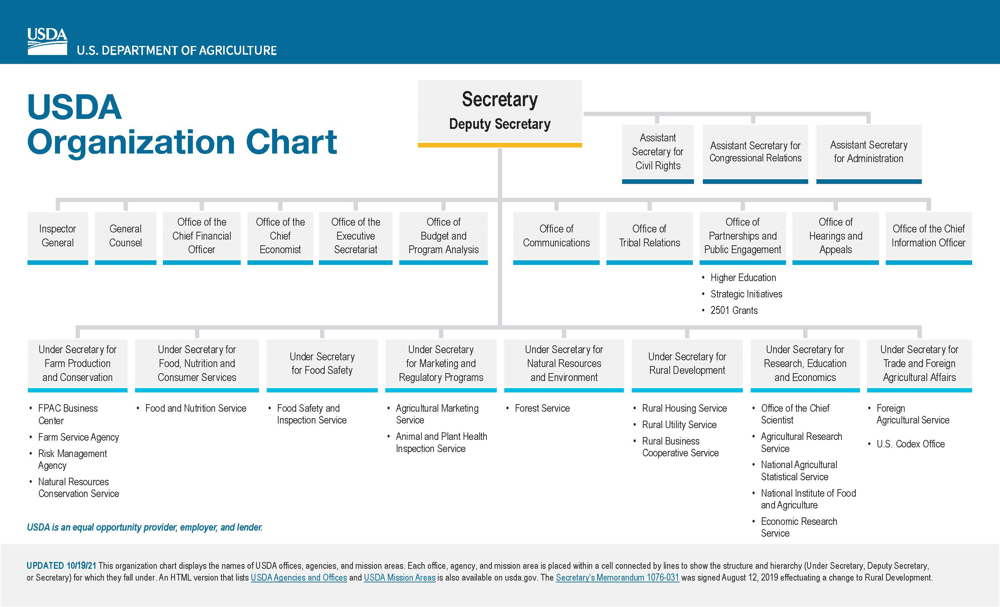 USDA
U.S. DEPARTMENT OF AGRICULTURE
USDA
Organization Chart
Secretary
Deputy Secretary
Assistant
Secretary for
Civil Rights
Assistant Secretary for
Congressional Relations
Assistant Secretary
for Administration
Inspector
General
General
Counsel
Office of the
Chief Financial
Officer
Office of the
Chief
Economist
Office of the
Executive
Secretariat
Office of
Budget and
Program Analysis
Office of
Communications
Office of
Tribal Relations
Office of
Partnerships and
Public Engagement
• Higher Education
• Strategic Initiatives
• 2501 Grants
Office of
Hearings and
Appeals
Office of the Chief
Information Officer
Under Secretary for
Farm Production
and Conservation
• FPAC Business
Center
• Farm Service Agency
• Risk Management
Agency
• Natural Resources
Conservation Service
Under Secretary for
Food, Nutrition and
Consumer Services
• Food and Nutrition Service
Under Secretary
for Food Safety
• Food Safety and
Inspection Service
Under Secretary
for Marketing and
Regulatory Programs
• Agricultural Marketing
Service
• Animal and Plant Health
Inspection Service
Under Secretary for
Natural Resources
and Environment
• Forest Service
Under Secretary for
Rural Development
• Rural Housing Service
• Rural Utility Service
• Rural Business
Cooperative Service
Under Secretary for
Research, Education
and Economics
• Office of the Chief
Scientist
• Agricultural Research
Service
• National Agricultural
Statistical Service
• National Institute of Food
and Agriculture
• Economic Research
Service
Under Secretary for
Trade and Foreign
Agricultural Affairs
• Foreign
Agricultural Service
• U.S. Codex Office
USDA is an equal opportunity provider, employer, and lender.
UPDATED 10/19/21 This organization chart displays the names of USDA offices, agencies, and mission areas. Each office, agency, and mission area is placed within a cell connected by lines to show the structure and hierarchy (Under Secretary, Deputy Secretary,
or Secretary) for which they fall under. An HTML version that lists USDA Agencies and Offices and USDA Mission Areas is also available on usda.gov. The Secretary's Memorandum 1076-031 was signed August 12, 2019 effectuating a change to Rural Development.